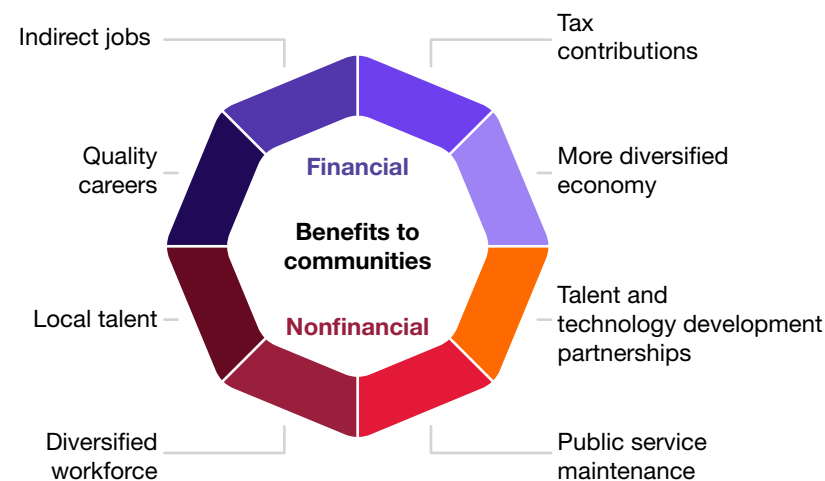 Indirect jobs
Tax
contributions
Quality
careers
Financial
More diversified
economy
Benefits to
communities
Local talent
Nonfinancial
Talent and
technology development
partnerships
Diversified
workforce
Public service
maintenance